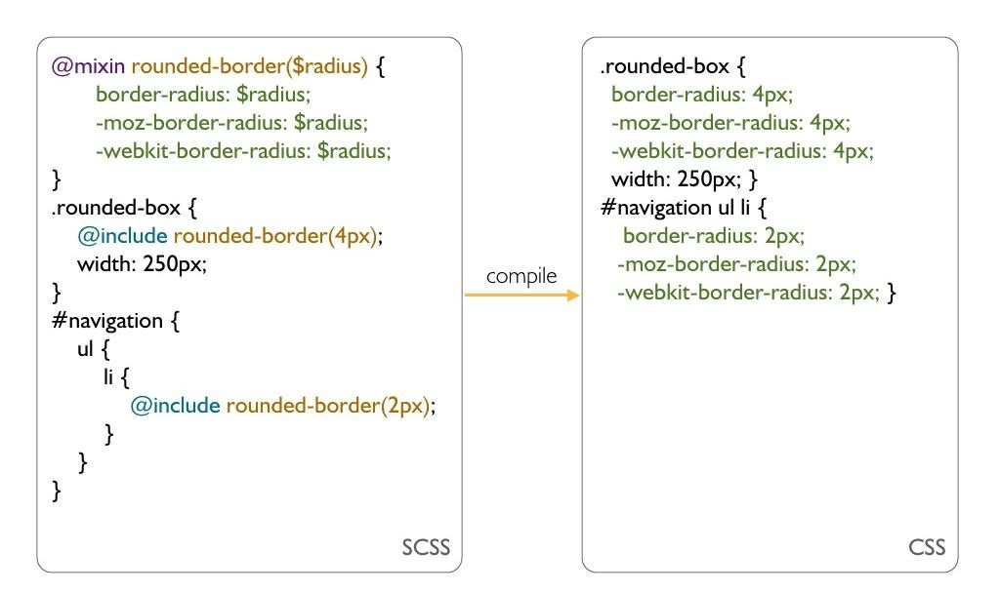 @mixin rounded-border($radius) {
border-radius: $radius;
-moz-border-radius: $radius;
-webkit-border-radius: $radius;
}
.rounded-box {
@include rounded-border(4px);
width: 250px;
}
#navigation {
ul {
li {
@include rounded-border(2px);
}
}
}
SCSS
compile
.rounded-box {
border-radius: 4px;
-moz-border-radius: 4px;
-webkit-border-radius: 4px;
width: 250px; }
#navigation ul li {
border-radius: 2px;
-moz-border-radius: 2px;
-webkit-border-radius: 2px; }
CSS